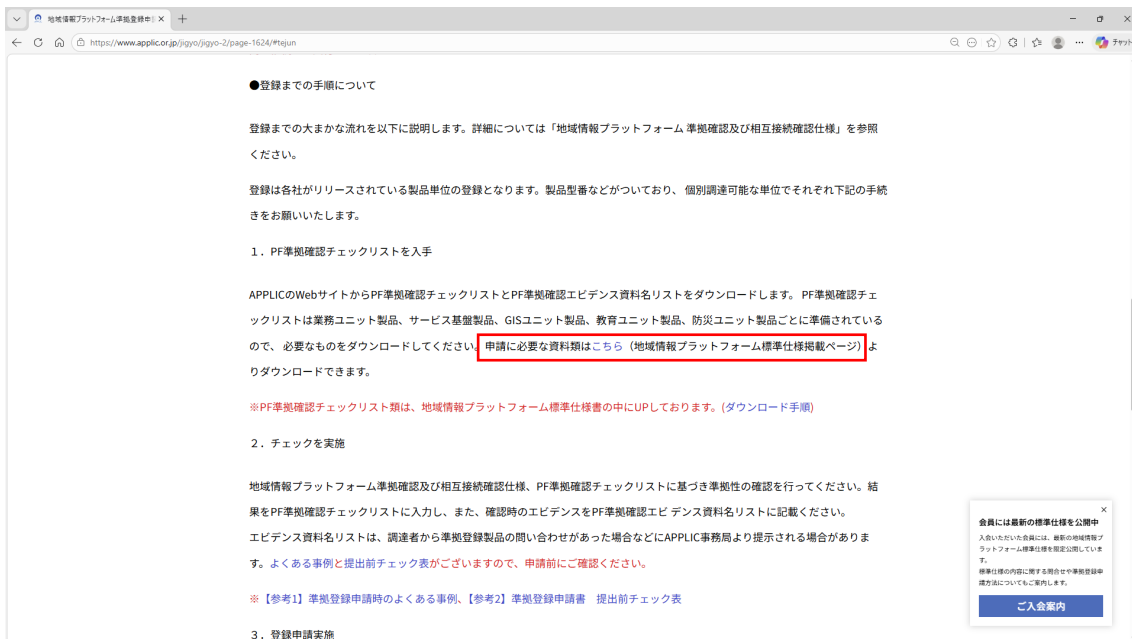 地域情報プラットフォーム準拠登録申
https://www.applic.or.jp/jigyo/jigyo-2/page-1624/#tejun
チャット
●登録までの手順について
登録までの大まかな流れを以下に説明します。詳細については「地域情報プラットフォーム 準拠確認及び相互接続確認仕様」を参照
ください。
登録は各社がリリースされている製品単位の登録となります。製品型番などがついており、 個別調達可能な単位でそれぞれ下記の手続
きをお願いいたします。
１．PF準拠確認チェックリストを入手
APPLICのWebサイトからPF準拠確認チェックリストとPF準拠確認エビデンス資料名リストをダウンロードします。 PF準拠確認チェ
ックリストは業務ユニット製品、サービス基盤製品、GISユニット製品、教育ユニット製品、防災ユニット製品ごとに準備されている
ので、 必要なものをダウンロードしてください。申請に必要な資料類はこちら（地域情報プラットフォーム標準仕様掲載ページ）よ
りダウンロードできます。
※PF準拠確認チェックリスト類は、地域情報プラットフォーム標準仕様書の中にUPしております。(ダウンロード手順)
２．チェックを実施
地域情報プラットフォーム準拠確認及び相互接続確認仕様、PF準拠確認チェックリストに基づき準拠性の確認を行ってください。結
果をPF準拠確認チェックリストに入力し、また、確認時のエビデンスをPF準拠確認エビ デンス資料名リストに記載ください。
エビデンス資料名リストは、調達者から準拠登録製品の問い合わせがあった場合などにAPPLIC事務局より提示される場合がありま
す。よくある事例と提出前チェック表がございますので、申請前にご確認ください。
※【参考1】準拠登録申請時のよくある事例、【参考2】準拠登録申請書　提出前チェック表
３．登録申請実施
会員には最新の標準仕様を公開中
入会いただいた会員には、最新の地域情報プ
ラットフォーム標準仕様を限定公開していま
す。
標準仕様の内容に関する問合せや準拠登録申
請方法についてもご案内します。
ご入会案内